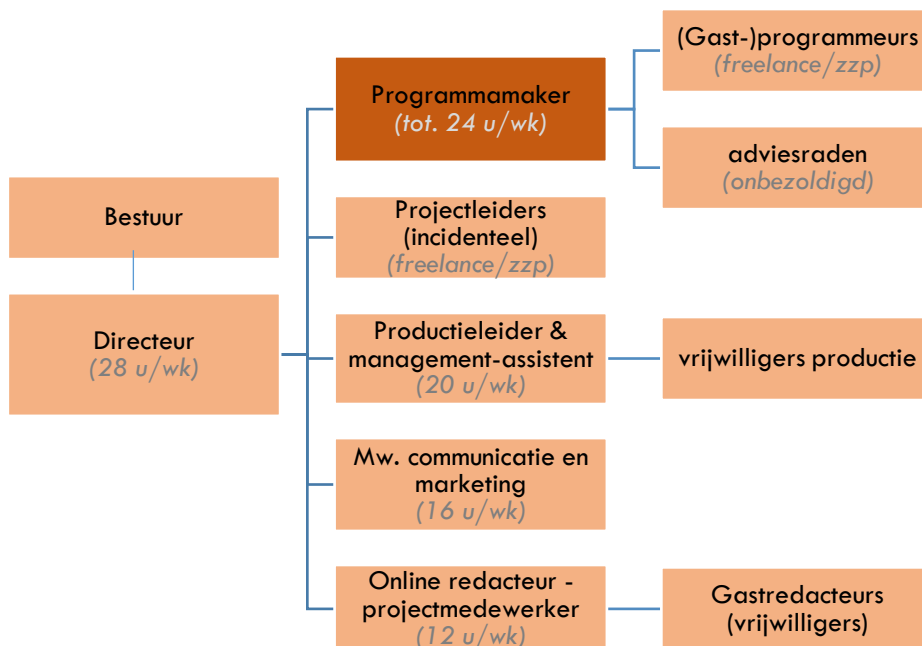 Bestuur
Directeur
(28 u/wk)
Programmamaker
(tot. 24 u/wk)
(Gast-)programmeurs
(freelance/zzp)
adviesraden
(onbezoldigd)
Projectleiders
(incidenteel)
(freelance/zzp)
Productieleider &
management-assistent
(20 u/wk)
vrijwilligers productie
Mw. communicatie en
marketing
(16 u/wk)
Online redacteur -
projectmedewerker
(12 u/wk)
Gastredacteurs
(vrijwilligers)